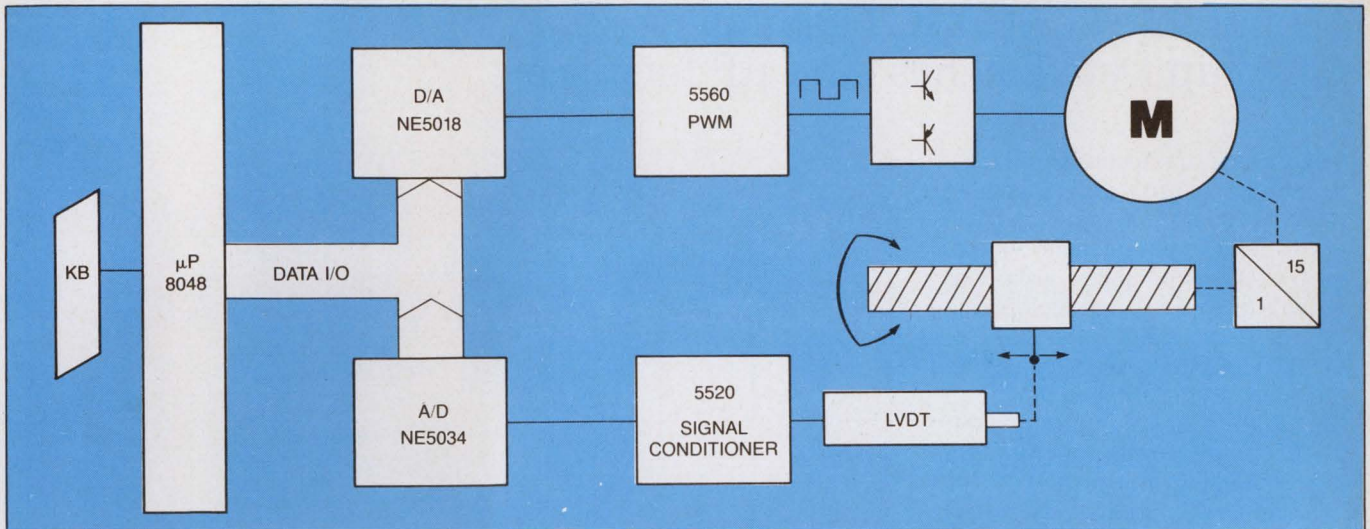 KB
μP
8048
DATA I/O
D/A
NE5018
A/D
NE5034
5560
PWM
M
15
1
5520
SIGNAL
CONDITIONER
LVDT